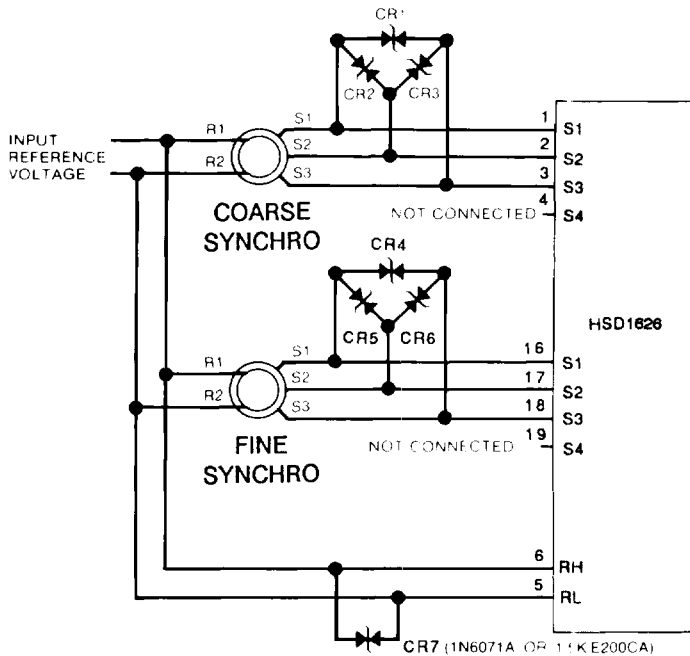 CR1
CR2 CR3
INPUT
REFERENCE
VOLTAGE
R1
R2
S1
S2
S3
COARSE
SYNCHRO
1 S1
2 S2
3 S3
4 S4
NOT CONNECTED
CR4
CR5 CR6
HSD1626
R1
R2
S1
S2
S3
FINE
SYNCHRO
16 S1
17 S2
18 S3
19 S4
NOT CONNECTED
6 RH
5 RL
CR7 (1N6071A OR 1.5KE200CA)